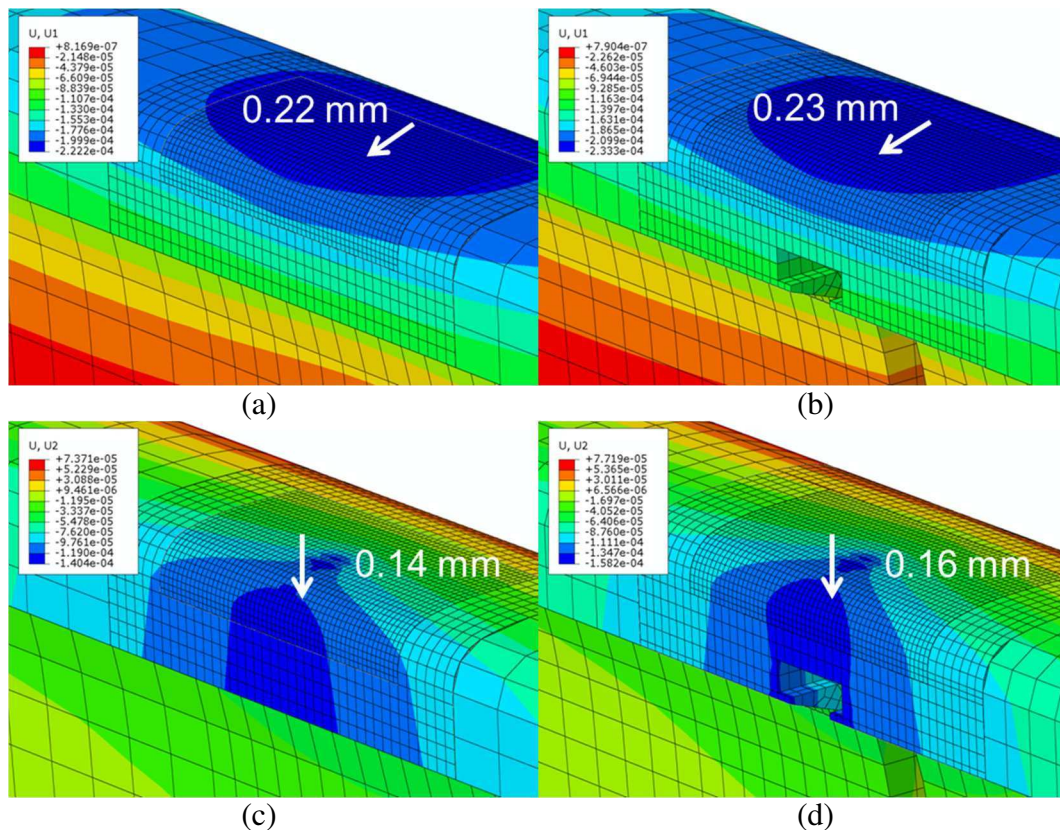 U, U1
+8.169e-07
-2.148e-05
-4.379e-05
-6.609e-05
-8.839e-05
-1.107e-04
-1.330e-04
-1.553e-04
-1.776e-04
-1.999e-04
-2.222e-04
0.22 mm
(a)
U, U1
+7.904e-07
-2.262e-05
-4.603e-05
-6.944e-05
-9.285e-05
-1.163e-04
-1.397e-04
-1.631e-04
-1.865e-04
-2.099e-04
-2.333e-04
0.23 mm
(b)
U, U2
+7.371e-05
+5.229e-05
+3.088e-05
+9.461e-06
-1.195e-05
-3.337e-05
-5.478e-05
-7.620e-05
-9.761e-05
-1.190e-04
-1.404e-04
0.14 mm
(c)
U, U2
+7.719e-05
+5.365e-05
+3.011e-05
+6.566e-06
-1.697e-05
-4.052e-05
-6.406e-05
-8.760e-05
-1.111e-04
-1.347e-04
-1.582e-04
0.16 mm
(d)